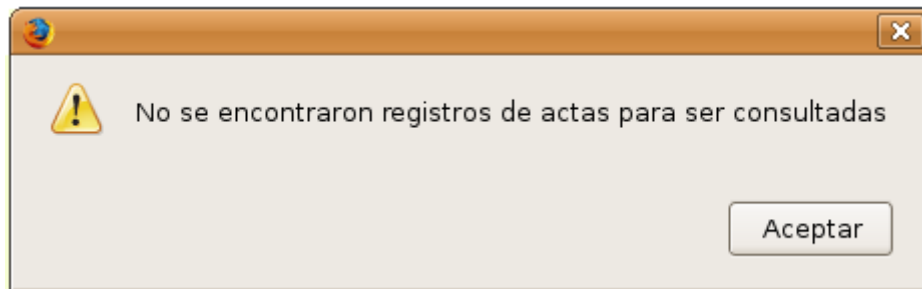 No se encontraron registros de actas para ser consultadas
Aceptar